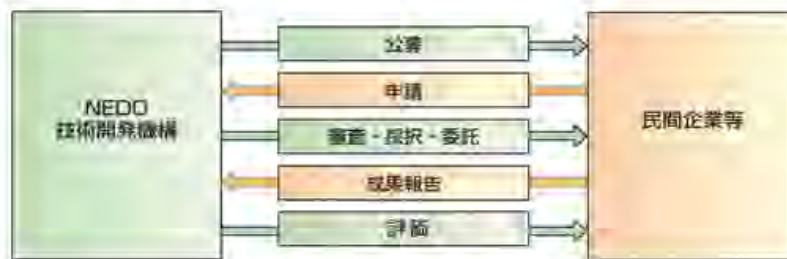 NEDO
技術開発機構
公募
申請
審査・採択・委託
成果報告
評価
民間企業等